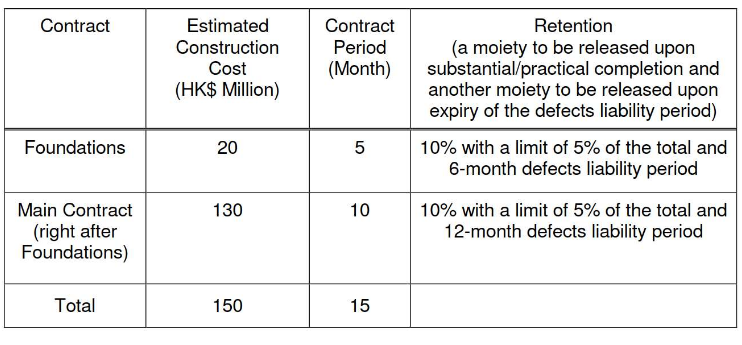 Contract
Estimated
Construction
Cost
(HK$ Million)
Contract
Period
(Month)
Retention
(a moiety to be released upon
substantial/practical completion and
another moiety to be released upon
expiry of the defects liability period)
Foundations
20
5
10% with a limit of 5% of the total and
6-month defects liability period
Main Contract
(right after
Foundations)
130
10
10% with a limit of 5% of the total and
12-month defects liability period
Total
150
15